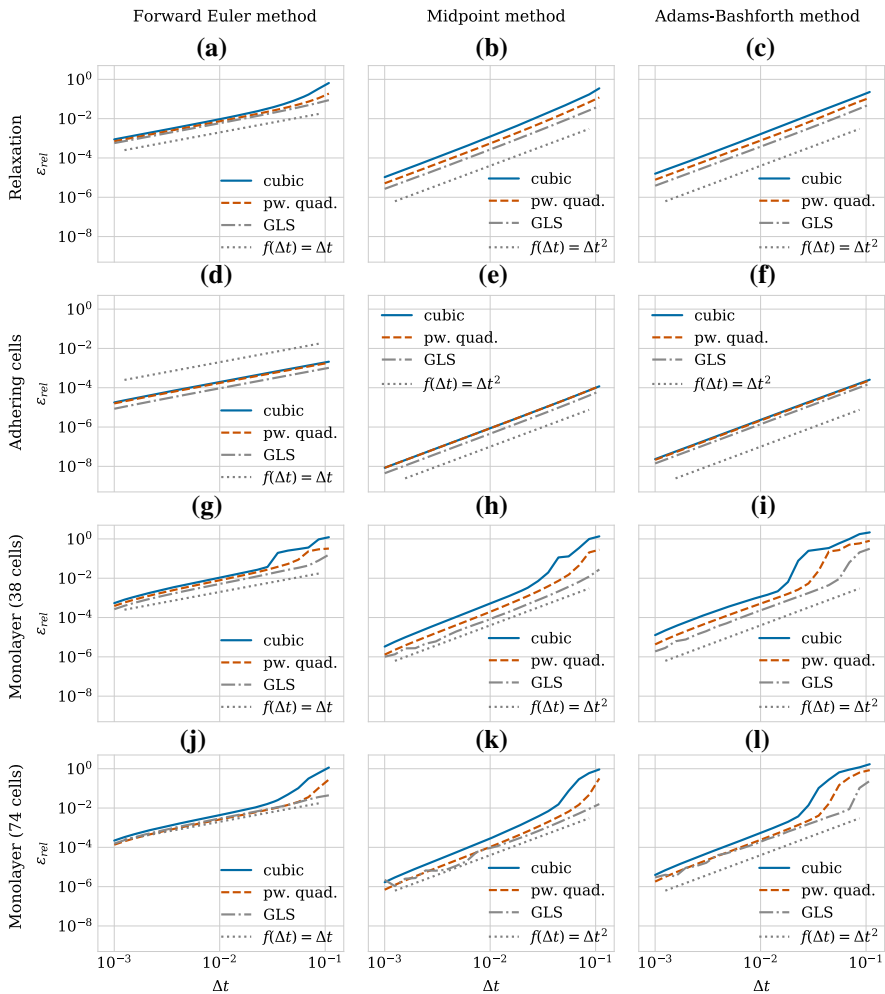 Forward Euler method Midpoint method Adams-Bashforth method
(a) (b) (c)
Relaxation
ε_rel
10^0
10^−2
10^−4
10^−6
10^−8
cubic
pw. quad.
GLS
f(Δt) = Δt
cubic
pw. quad.
GLS
f(Δt) = Δt^2
cubic
pw. quad.
GLS
f(Δt) = Δt^2
(d) (e) (f)
Adhering cells
ε_rel
10^0
10^−2
10^−4
10^−6
10^−8
cubic
pw. quad.
GLS
f(Δt) = Δt
cubic
pw. quad.
GLS
f(Δt) = Δt^2
cubic
pw. quad.
GLS
f(Δt) = Δt^2
(g) (h) (i)
Monolayer (38 cells)
ε_rel
10^0
10^−2
10^−4
10^−6
10^−8
cubic
pw. quad.
GLS
f(Δt) = Δt
cubic
pw. quad.
GLS
f(Δt) = Δt^2
cubic
pw. quad.
GLS
f(Δt) = Δt^2
(j) (k) (l)
Monolayer (74 cells)
ε_rel
10^0
10^−2
10^−4
10^−6
10^−8
cubic
pw. quad.
GLS
f(Δt) = Δt
cubic
pw. quad.
GLS
f(Δt) = Δt^2
cubic
pw. quad.
GLS
f(Δt) = Δt^2
10^−3 10^−2 10^−1 10^−3 10^−2 10^−1 10^−3 10^−2 10^−1
Δt Δt Δt